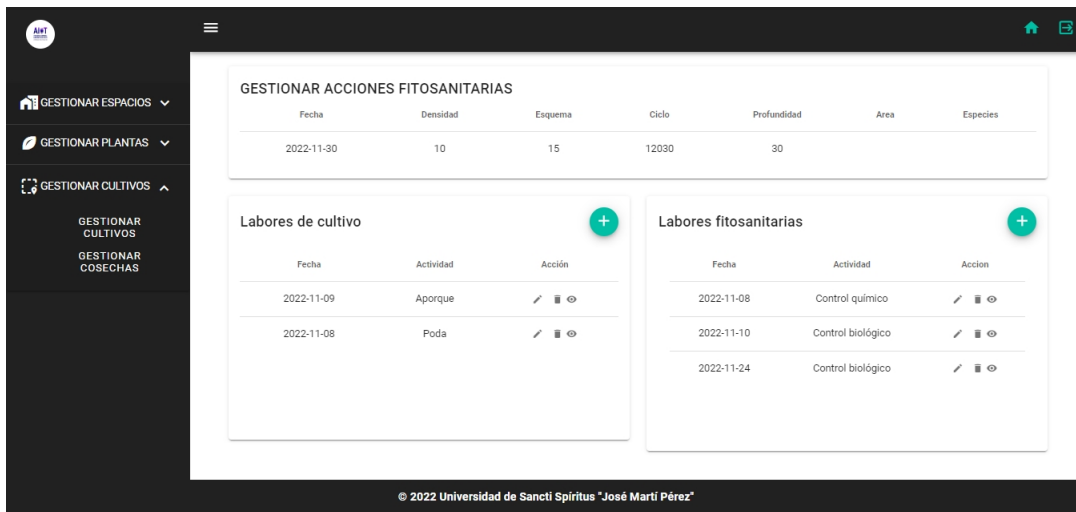 AIoT
GESTIONAR ESPACIOS
GESTIONAR PLANTAS
GESTIONAR CULTIVOS
GESTIONAR
CULTIVOS
GESTIONAR
COSECHAS
GESTIONAR ACCIONES FITOSANITARIAS
Fecha Densidad Esquema Ciclo Profundidad Area Especies
2022-11-30 10 15 12030 30
Labores de cultivo
Fecha Actividad Acción
2022-11-09 Aporque
2022-11-08 Poda
Labores fitosanitarias
Fecha Actividad Accion
2022-11-08 Control químico
2022-11-10 Control biológico
2022-11-24 Control biológico
© 2022 Universidad de Sancti Spíritus "José Martí Pérez"